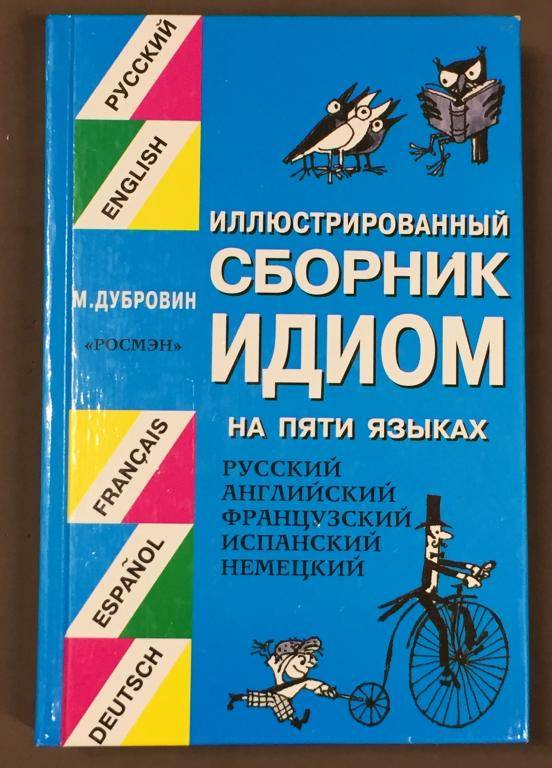 РУССКИЙ
ENGLISH
М.ДУБРОВИН
«РОСМЭН»
FRANÇAIS
ESPAÑOL
DEUTSCH
ИЛЛЮСТРИРОВАННЫЙ
СБОРНИК
ИДИОМ
НА ПЯТИ ЯЗЫКАХ
РУССКИЙ
АНГЛИЙСКИЙ
ФРАНЦУЗСКИЙ
ИСПАНСКИЙ
НЕМЕЦКИЙ